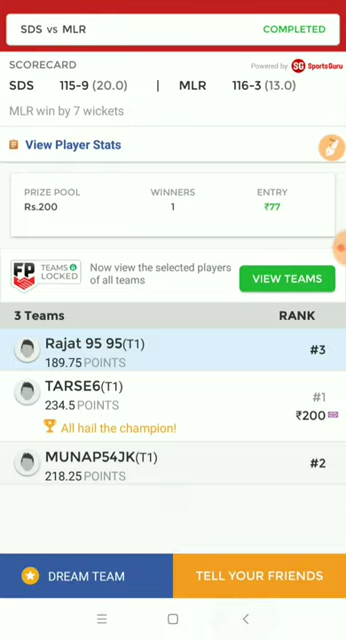 SDS vs MLR COMPLETED
SCORECARD Powered by SG SportsGuru
SDS 115-9 (20.0) | MLR 116-3 (13.0)
MLR win by 7 wickets
View Player Stats
PRIZE POOL WINNERS ENTRY
Rs.200 1 ₹77
FP TEAMS LOCKED Now view the selected players of all teams VIEW TEAMS
3 Teams RANK
Rajat 95 95(T1) #3
189.75 POINTS
TARSE6(T1) #1
234.5 POINTS ₹200
All hail the champion!
MUNAP54JK(T1) #2
218.25 POINTS
DREAM TEAM TELL YOUR FRIENDS